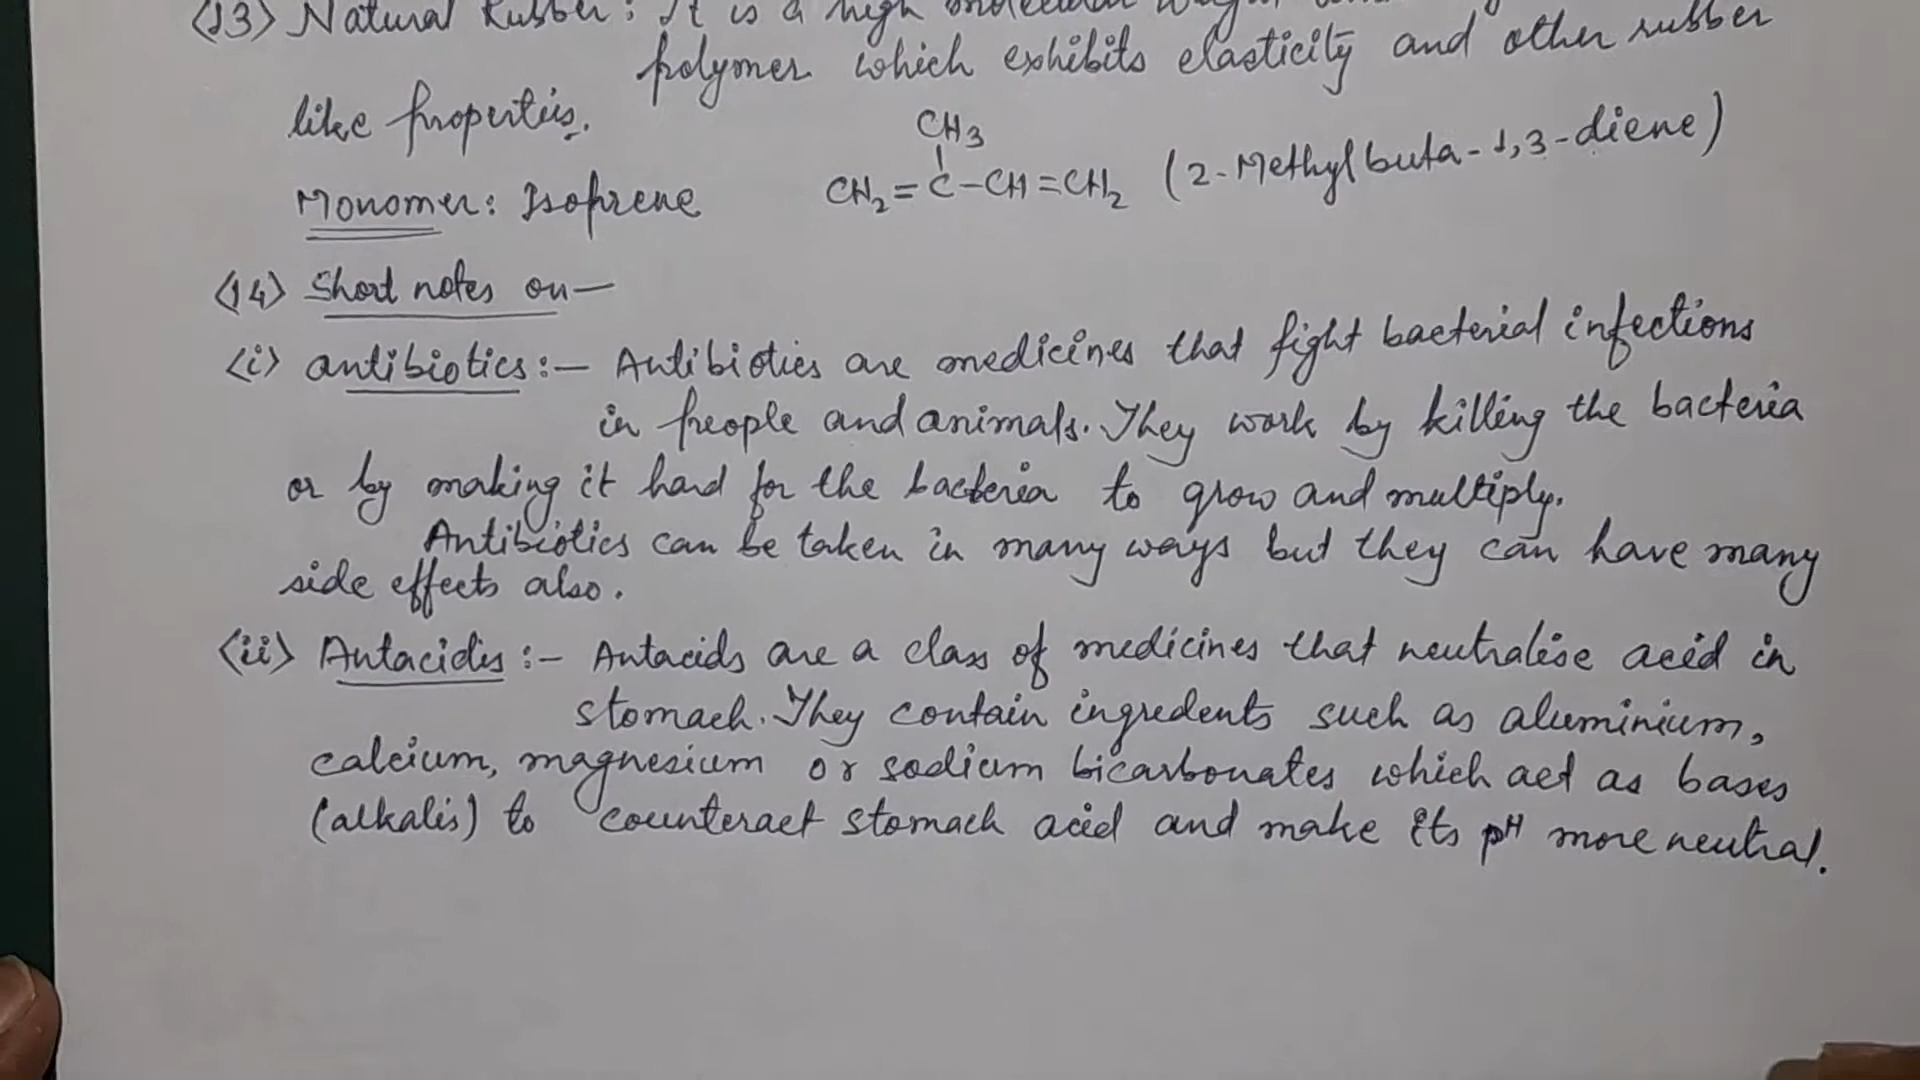 (13) Natural Rubber: It is a high molecular weight
polymer which exhibits elasticity and other rubber
like properties.
CH3
Monomer: Isoprene CH2=C-CH=CH2 (2-Methylbuta-1,3-diene)
(14) Short notes on—
(i) antibiotics:— Antibiotics are medicines that fight bacterial infections
in people and animals. They work by killing the bacteria
or by making it hard for the bacteria to grow and multiply.
Antibiotics can be taken in many ways but they can have many
side effects also.
(ii) Antacids:— Antacids are a class of medicines that neutralise acid in
stomach. They contain ingredents such as aluminium,
calcium, magnesium or sodium bicarbonates which act as bases
(alkalis) to counteract stomach acid and make its pH more neutral.